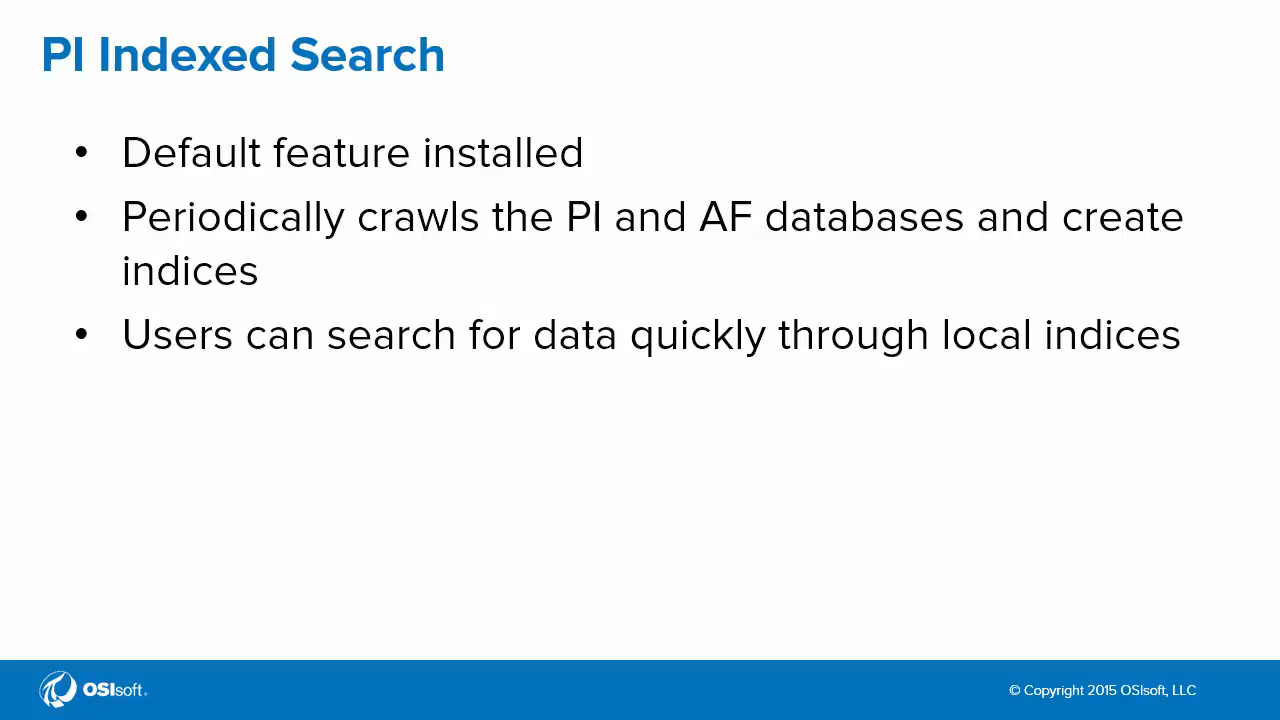 PI Indexed Search
• Default feature installed
• Periodically crawls the PI and AF databases and create
indices
• Users can search for data quickly through local indices
OSIsoft.
© Copyright 2015 OSIsoft, LLC